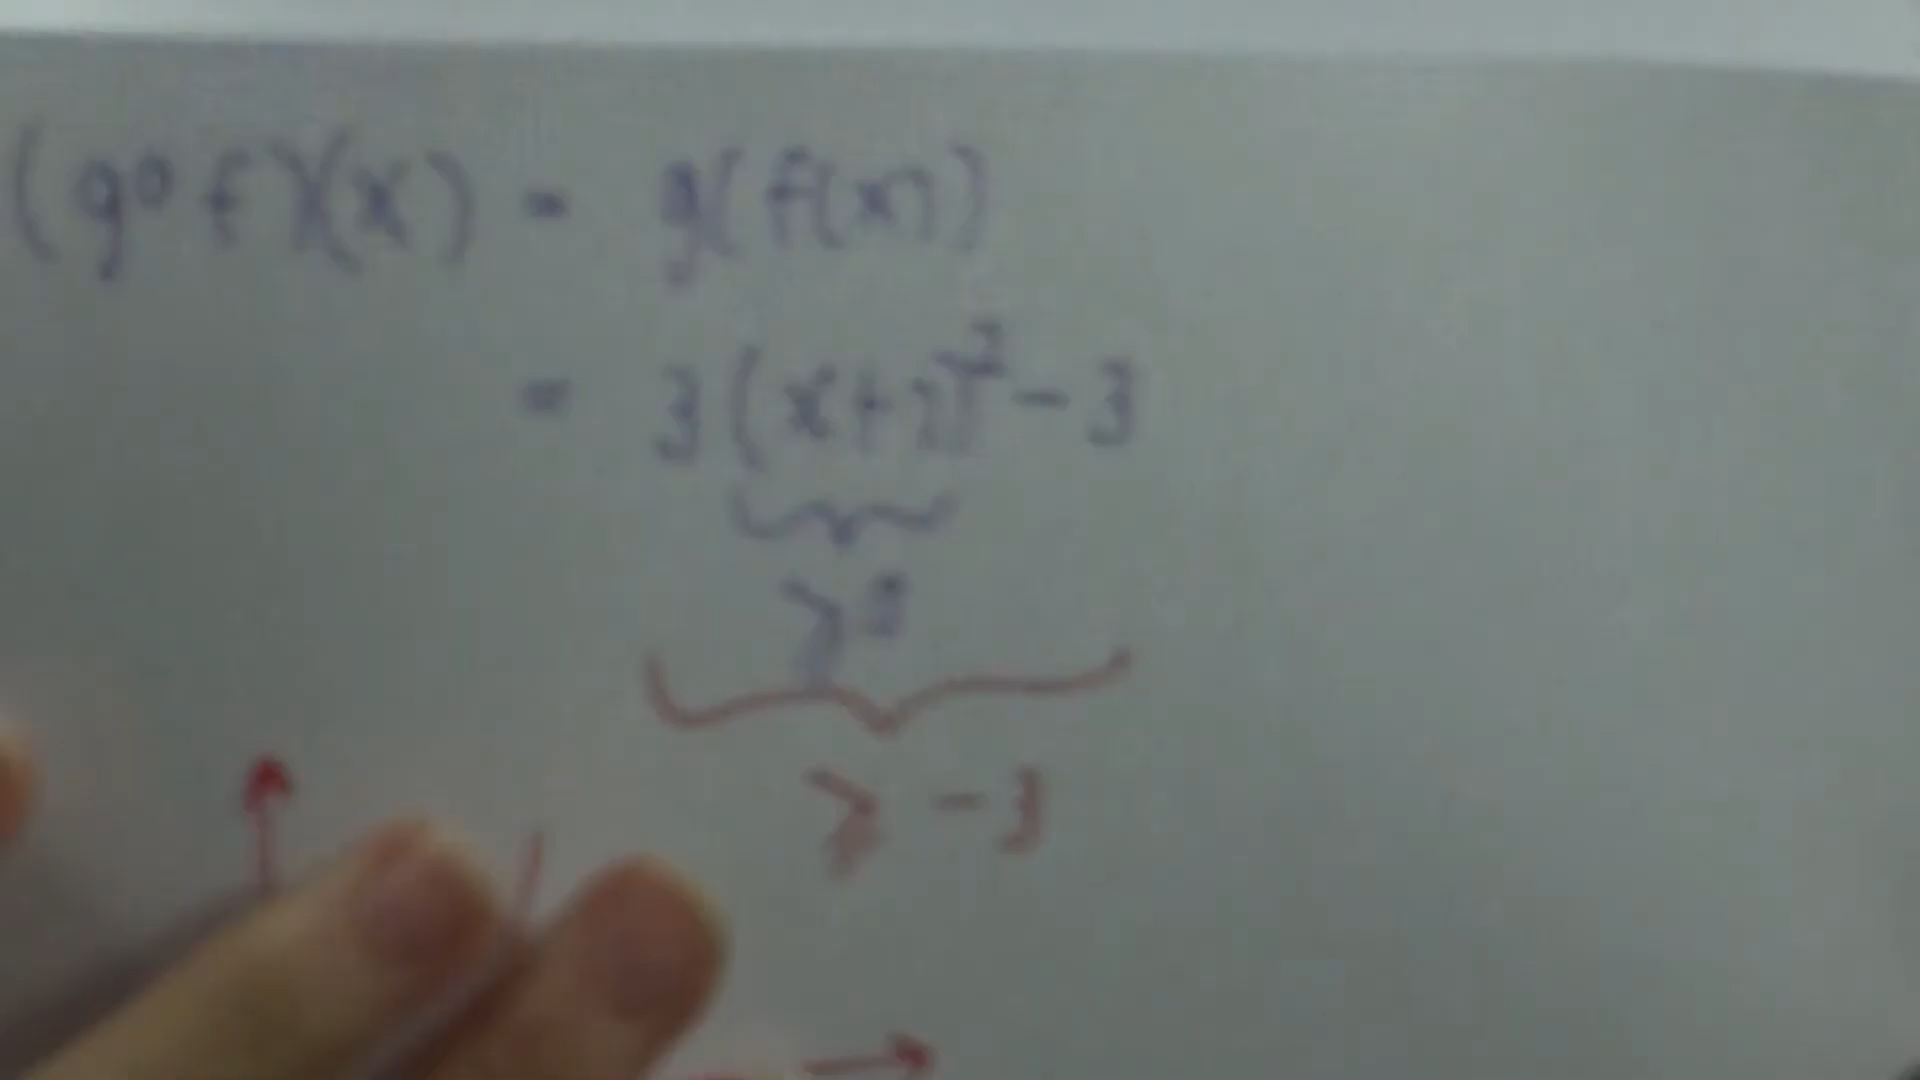 (g∘f)(x) = g(f(x))
= 3(x+2)² - 3
≥ 0
≥ -3